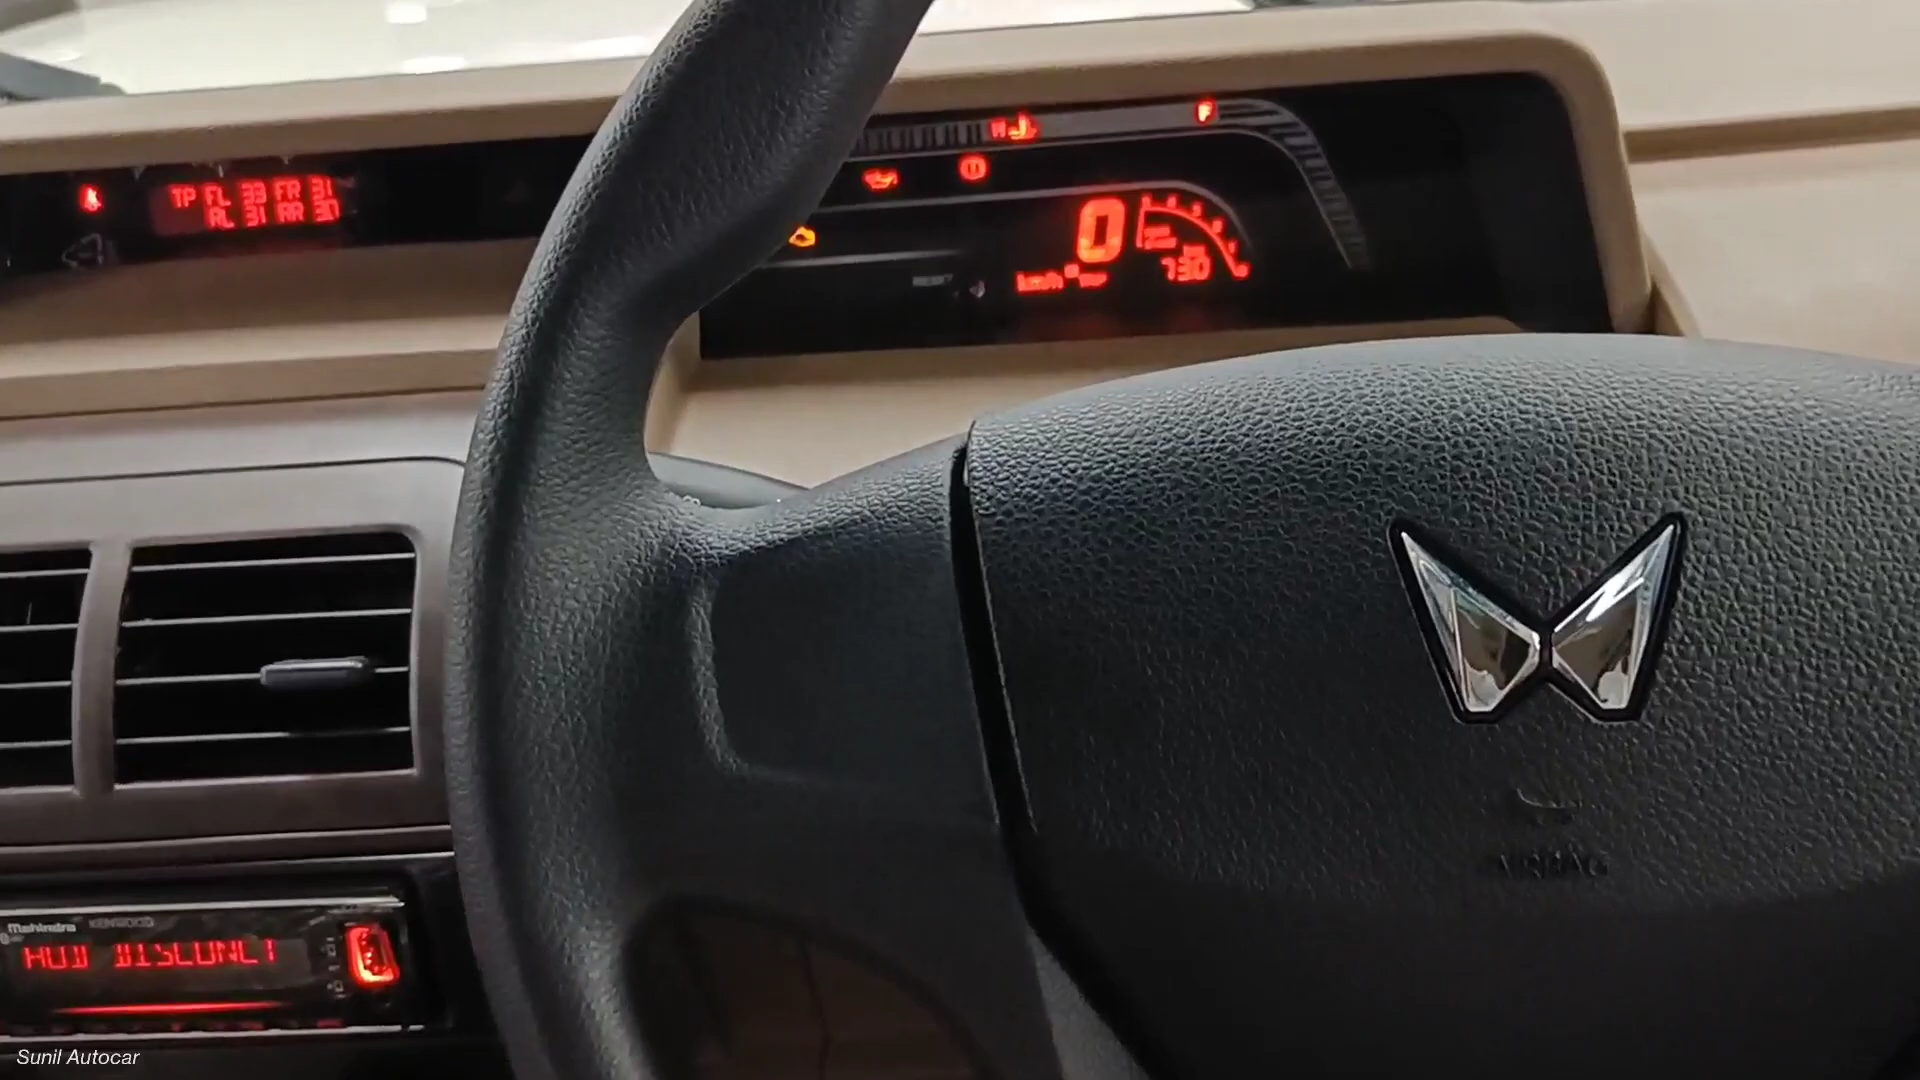 TP FL 33 FR 31
RL 31 RR 30
H
F
0
km/h
730
RESET
AIRBAG
Mahindra KENWOOD
AUD DISCONCT
Sunil Autocar